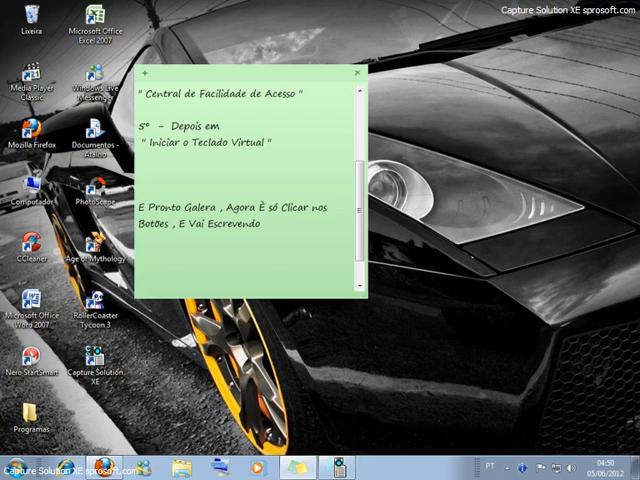 Capture Solution XE sprosoft.com
Lixeira
Microsoft Office
Excel 2007
Media Player
Classic
Windows Live
Messenger
Mozilla Firefox
Documentos -
Ataíno
Computador
PhotoScape
CCleaner
Age of Mythology
Microsoft Office
Word 2007
RollerCoaster
Tycoon 3
Nero StartSmart
Capture Solution
XE
Programas
" Central de Facilidade de Acesso "
5° - Depois em
" Iniciar o Teclado Virtual "
E Pronto Galera , Agora È só Clicar nos
Botões , E Vai Escrevendo
Capture Solution XE sprosoft.com
PT
04:50
05/06/2012